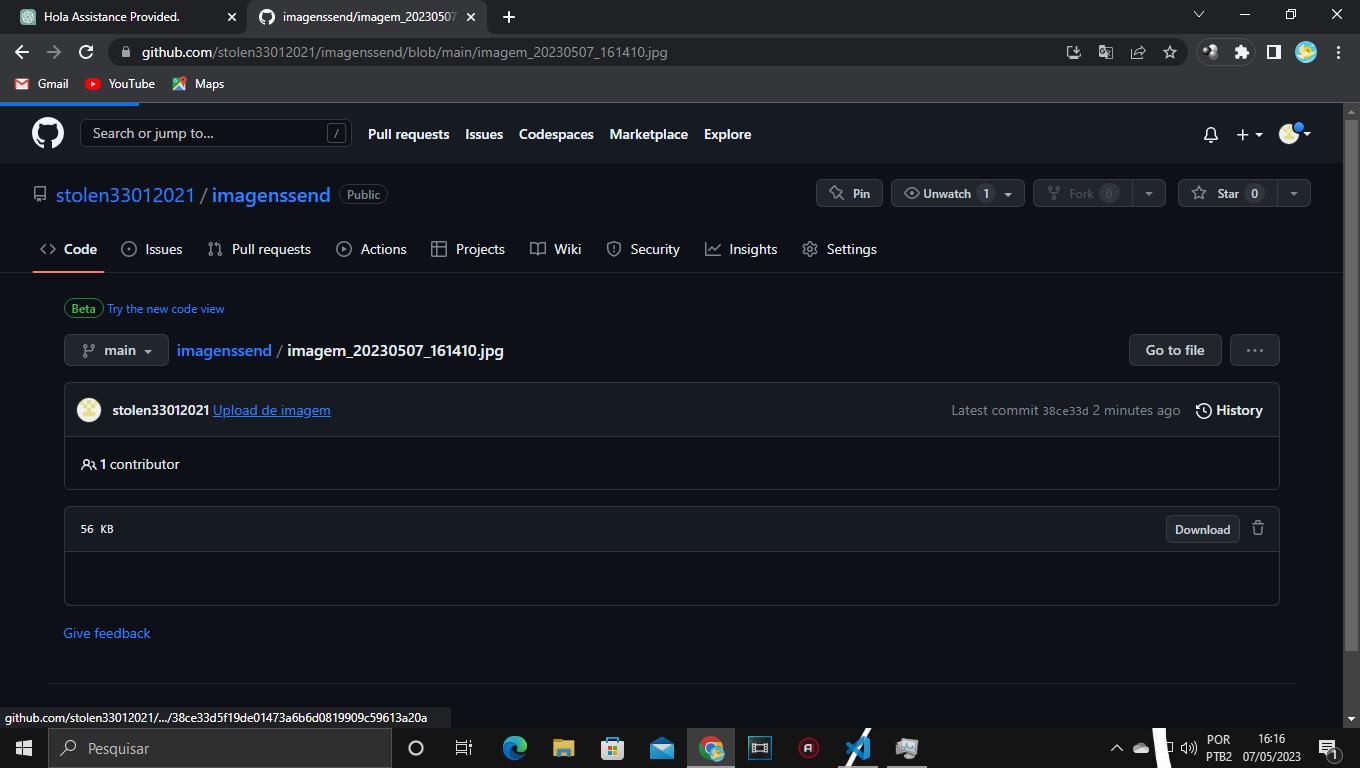 Hola Assistance Provided.
imagenssend/imagem_20230507
github.com/stolen33012021/imagenssend/blob/main/imagem_20230507_161410.jpg
Gmail YouTube Maps
Search or jump to... / Pull requests Issues Codespaces Marketplace Explore
stolen33012021 / imagenssend Public Pin Unwatch 1 Fork 0 Star 0
Code Issues Pull requests Actions Projects Wiki Security Insights Settings
Beta Try the new code view
main imagenssend / imagem_20230507_161410.jpg Go to file ...
stolen33012021 Upload de imagem Latest commit 38ce33d 2 minutes ago History
1 contributor
56 KB Download
Give feedback
github.com/stolen33012021/.../38ce33d5f19de01473a6b6d0819909c59613a20a
Pesquisar
POR 16:16
PTB2 07/05/2023 1